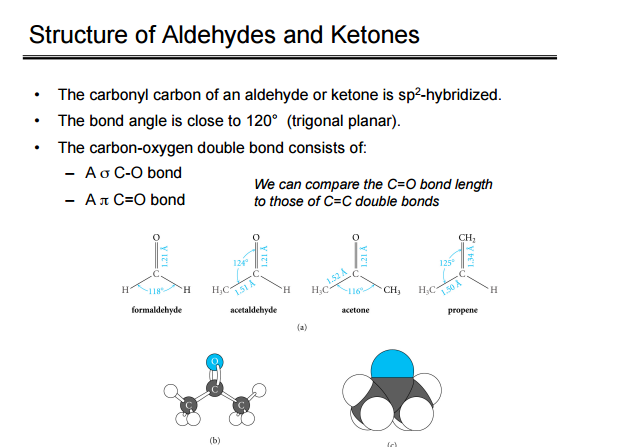 Structure of Aldehydes and Ketones
• The carbonyl carbon of an aldehyde or ketone is sp²-hybridized.
• The bond angle is close to 120° (trigonal planar).
• The carbon-oxygen double bond consists of:
– A σ C-O bond
– A π C=O bond
We can compare the C=O bond length
to those of C=C double bonds
O
1.21 Å
C
H 118° H
formaldehyde
O
124° 1.21 Å
C
H₃C 1.51 Å H
acetaldehyde
O
1.21 Å
1.52 Å C
H₃C 116° CH₃
acetone
CH₂
125° 1.34 Å
C
H₃C 1.50 Å H
propene
(a)
O
C
C C
(b)
(c)